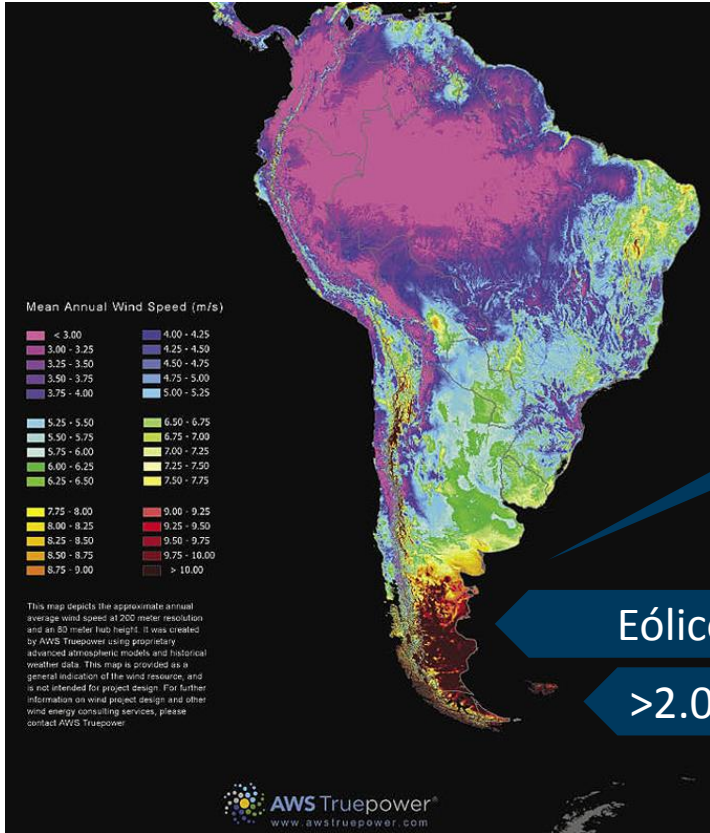 Mean Annual Wind Speed (m/s)
< 3.00
3.00 - 3.25
3.25 - 3.50
3.50 - 3.75
3.75 - 4.00
4.00 - 4.25
4.25 - 4.50
4.50 - 4.75
4.75 - 5.00
5.00 - 5.25
5.25 - 5.50
5.50 - 5.75
5.75 - 6.00
6.00 - 6.25
6.25 - 6.50
6.50 - 6.75
6.75 - 7.00
7.00 - 7.25
7.25 - 7.50
7.50 - 7.75
7.75 - 8.00
8.00 - 8.25
8.25 - 8.50
8.50 - 8.75
8.75 - 9.00
9.00 - 9.25
9.25 - 9.50
9.50 - 9.75
9.75 - 10.00
> 10.00
This map depicts the approximate annual
average wind speed at 200 meter resolution
and an 80 meter hub height. It was created
by AWS Truepower using proprietary
advanced atmospheric models and historical
weather data. This map is provided as a
general indication of the wind resource, and
is not intended for project design. For further
information on wind project design and other
wind energy consulting services, please
contact AWS Truepower
Eólico
>2.0
AWS Truepower®
www.awstruepower.com